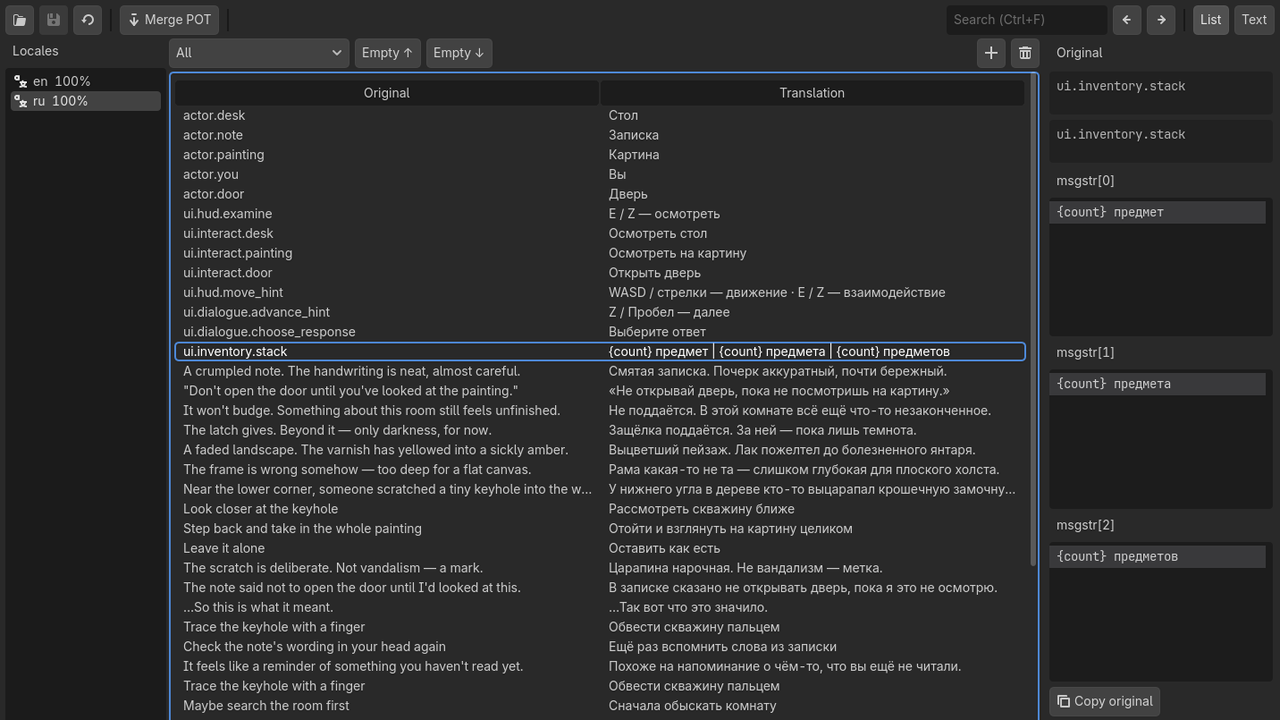 Merge POT
Search (Ctrl+F)
List
Text
Locales
All
Empty ↑
Empty ↓
Original
en 100%
ru 100%
Original
Translation
actor.desk
Стол
actor.note
Записка
actor.painting
Картина
actor.you
Вы
actor.door
Дверь
ui.hud.examine
E / Z — осмотреть
ui.interact.desk
Осмотреть стол
ui.interact.painting
Осмотреть на картину
ui.interact.door
Открыть дверь
ui.hud.move_hint
WASD / стрелки — движение · E / Z — взаимодействие
ui.dialogue.advance_hint
Z / Пробел — далее
ui.dialogue.choose_response
Выберите ответ
ui.inventory.stack
{count} предмет | {count} предмета | {count} предметов
A crumpled note. The handwriting is neat, almost careful.
Смятая записка. Почерк аккуратный, почти бережный.
"Don't open the door until you've looked at the painting."
«Не открывай дверь, пока не посмотришь на картину.»
It won't budge. Something about this room still feels unfinished.
Не поддаётся. В этой комнате всё ещё что-то незаконченное.
The latch gives. Beyond it — only darkness, for now.
Защёлка поддаётся. За ней — пока лишь темнота.
A faded landscape. The varnish has yellowed into a sickly amber.
Выцветший пейзаж. Лак пожелтел до болезненного янтаря.
The frame is wrong somehow — too deep for a flat canvas.
Рама какая-то не та — слишком глубокая для плоского холста.
Near the lower corner, someone scratched a tiny keyhole into the w...
У нижнего угла в дереве кто-то выцарапал крошечную замочну...
Look closer at the keyhole
Рассмотреть скважину ближе
Step back and take in the whole painting
Отойти и взглянуть на картину целиком
Leave it alone
Оставить как есть
The scratch is deliberate. Not vandalism — a mark.
Царапина нарочная. Не вандализм — метка.
The note said not to open the door until I'd looked at this.
В записке сказано не открывать дверь, пока я это не осмотрю.
...So this is what it meant.
...Так вот что это значило.
Trace the keyhole with a finger
Обвести скважину пальцем
Check the note's wording in your head again
Ещё раз вспомнить слова из записки
It feels like a reminder of something you haven't read yet.
Похоже на напоминание о чём-то, что вы ещё не читали.
Trace the keyhole with a finger
Обвести скважину пальцем
Maybe search the room first
Сначала обыскать комнату
ui.inventory.stack
ui.inventory.stack
msgstr[0]
{count} предмет
msgstr[1]
{count} предмета
msgstr[2]
{count} предметов
Copy original